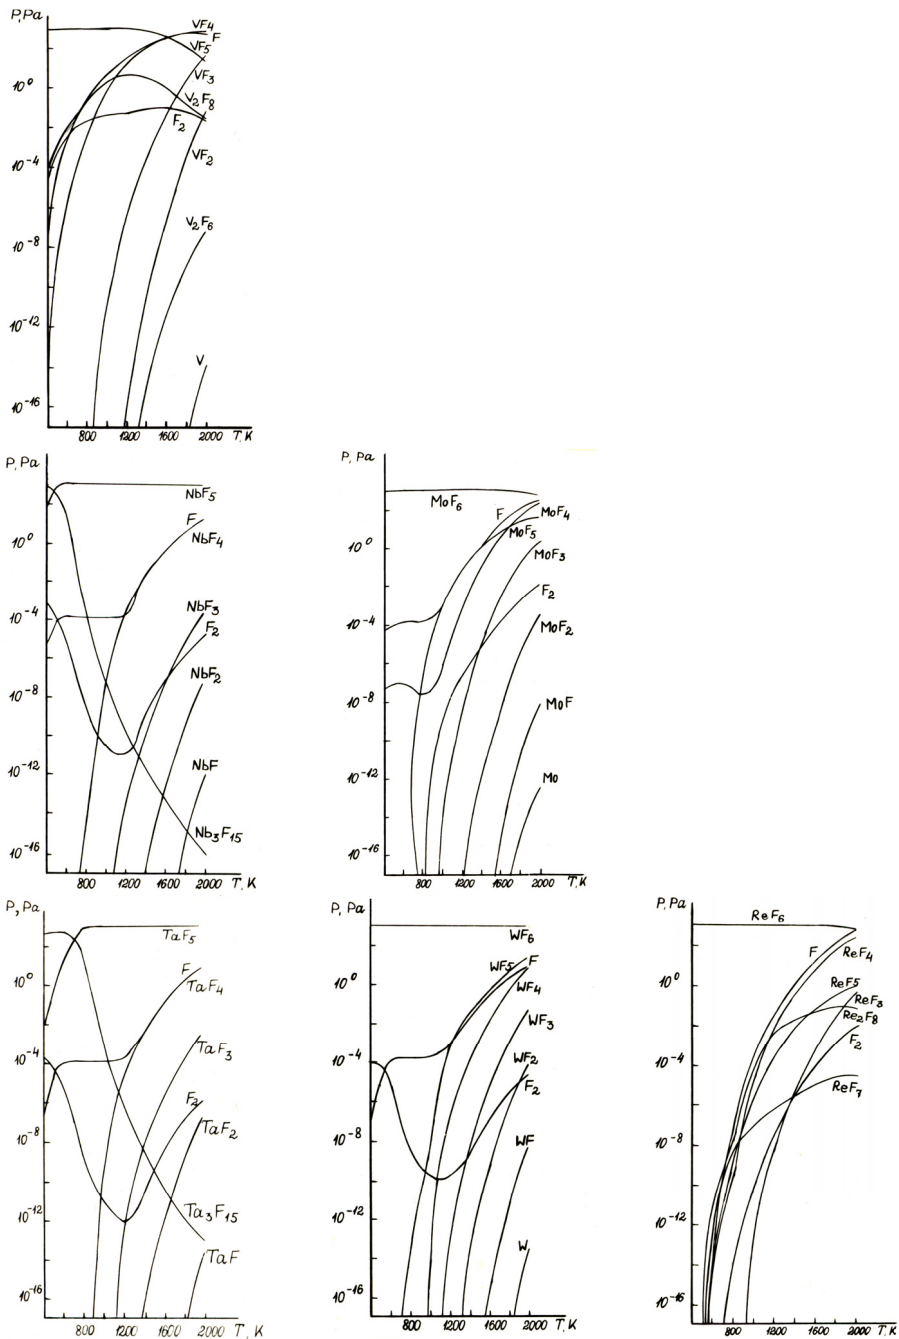 P, Pa
VF4
F
VF5
VF3
V2F8
F2
VF2
V2F6
V
10^0
10^-4
10^-8
10^-12
10^-16
800 1200 1600 2000 T, K
P, Pa
NbF5
F
NbF4
NbF3
F2
NbF2
NbF
Nb3F15
10^0
10^-4
10^-8
10^-12
10^-16
800 1200 1600 2000 T, K
P, Pa
MoF6
F
MoF4
MoF5
MoF3
F2
MoF2
MoF
Mo
10^0
10^-4
10^-8
10^-12
10^-16
800 1200 1600 2000 T, K
P, Pa
TaF5
F
TaF4
TaF3
F2
TaF2
Ta3F15
TaF
10^0
10^-4
10^-8
10^-12
10^-16
800 1200 1600 2000 T, K
P, Pa
WF6
WF5
F
WF4
WF3
WF2
F2
WF
W
10^0
10^-4
10^-8
10^-12
10^-16
800 1200 1600 2000 T, K
P, Pa
ReF6
F
ReF4
ReF5
ReF3
Re2F8
F2
ReF7
10^0
10^-4
10^-8
10^-12
10^-16
800 1200 1600 2000 T, K